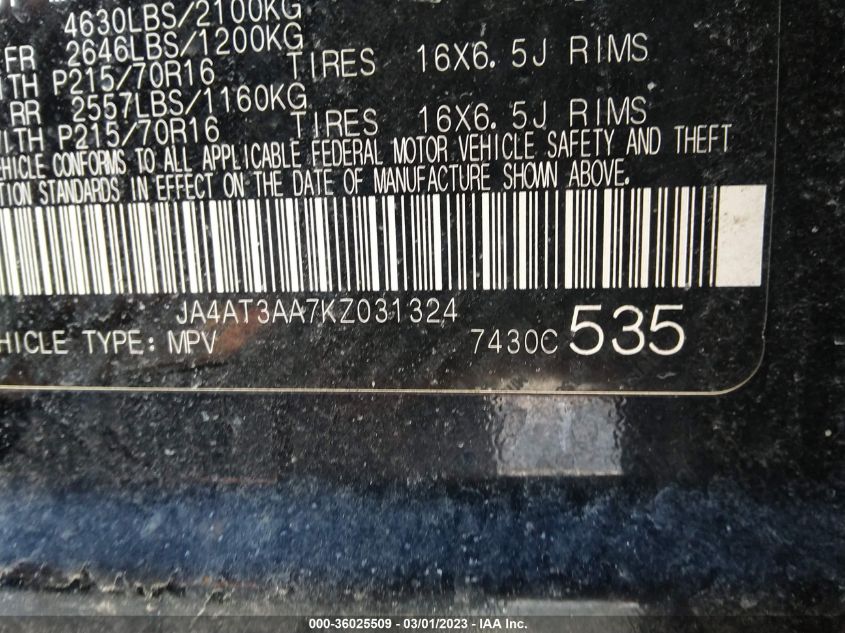 4630LBS/2100KG
FR 2646LBS/1200KG
ITH P215/70R16 TIRES 16X6.5J RIMS
RR 2557LBS/1160KG
ITH P215/70R16 TIRES 16X6.5J RIMS
HICLE CONFORMS TO ALL APPLICABLE FEDERAL MOTOR VEHICLE SAFETY AND THEFT
TION STANDARDS IN EFFECT ON THE DATE OF MANUFACTURE SHOWN ABOVE.
JA4AT3AA7KZ031324
HICLE TYPE: MPV 7430C 535
000-36025509 - 03/01/2023 - © IAA Inc.